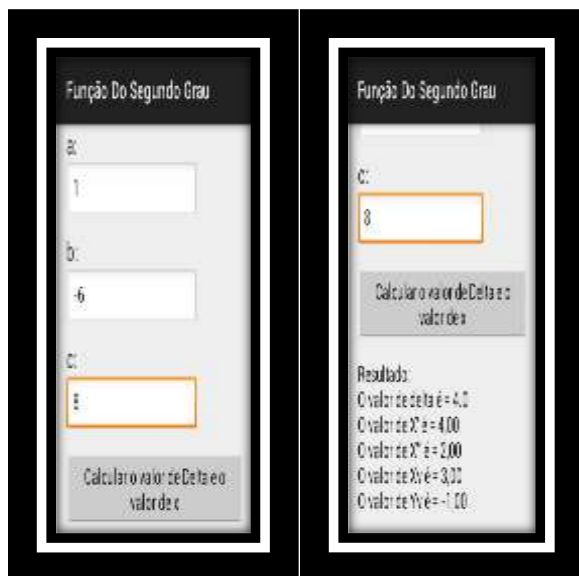 Função Do Segundo Grau
a:
1
b:
-6
c:
8
Calcular o valor de Delta e o
valor de x
Função Do Segundo Grau
c:
8
Calcular o valor de Delta e o
valor de x
Resultado:
O valor de delta é = 4.0
O valor de X' é = 4,00
O valor de X" é = 2,00
O valor de Xv é = 3,00
O valor de Yv é = -1,00